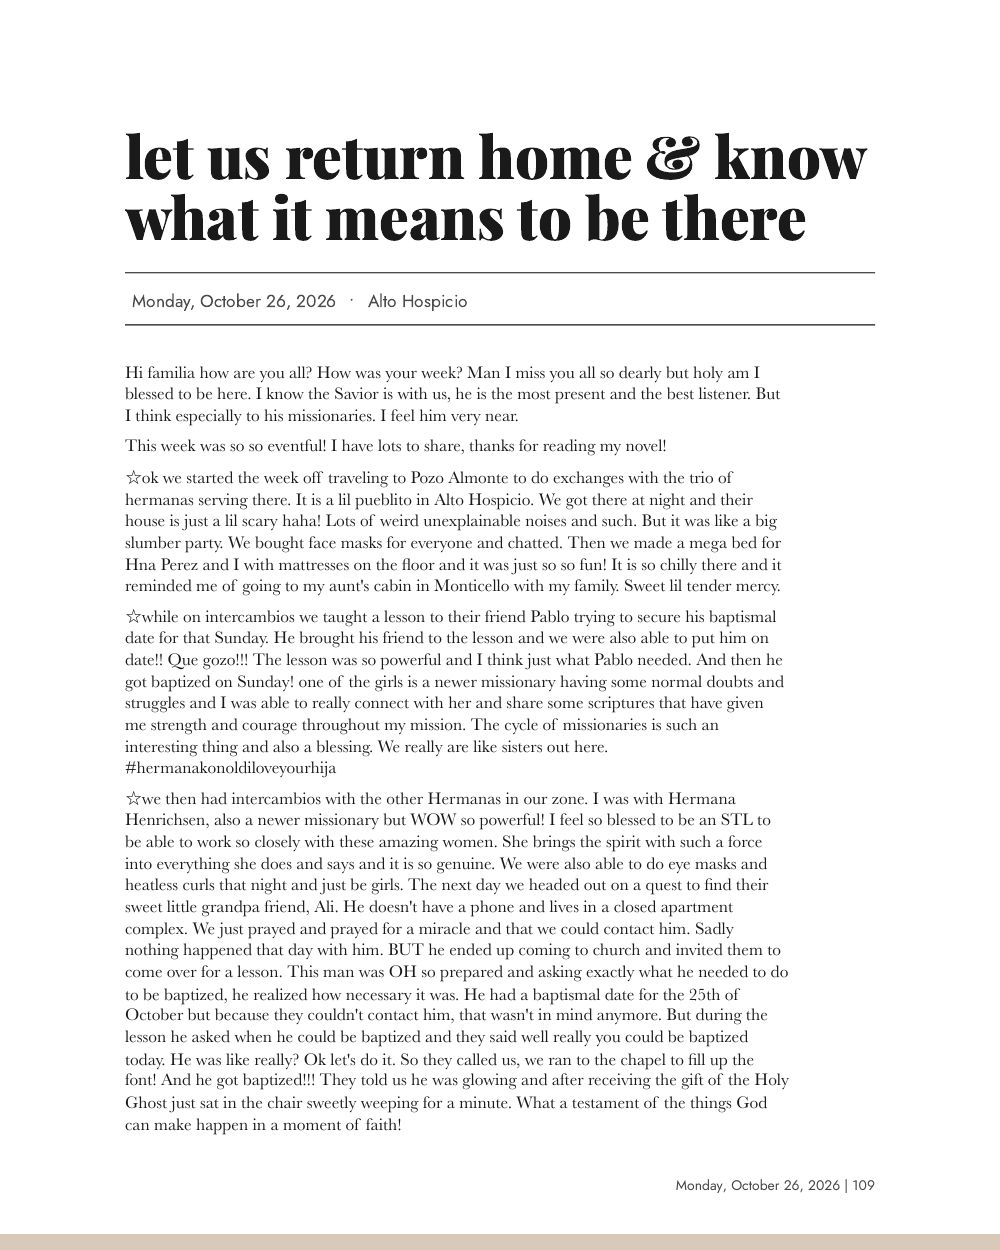 let us return home & know
what it means to be there
Monday, October 26, 2026 · Alto Hospicio
Hi familia how are you all? How was your week? Man I miss you all so dearly but holy am I
blessed to be here. I know the Savior is with us, he is the most present and the best listener. But
I think especially to his missionaries. I feel him very near.
This week was so so eventful! I have lots to share, thanks for reading my novel!
☆ok we started the week off traveling to Pozo Almonte to do exchanges with the trio of
hermanas serving there. It is a lil pueblito in Alto Hospicio. We got there at night and their
house is just a lil scary haha! Lots of weird unexplainable noises and such. But it was like a big
slumber party. We bought face masks for everyone and chatted. Then we made a mega bed for
Hna Perez and I with mattresses on the floor and it was just so so fun! It is so chilly there and it
reminded me of going to my aunt's cabin in Monticello with my family. Sweet lil tender mercy.
☆while on intercambios we taught a lesson to their friend Pablo trying to secure his baptismal
date for that Sunday. He brought his friend to the lesson and we were also able to put him on
date!! Que gozo!!! The lesson was so powerful and I think just what Pablo needed. And then he
got baptized on Sunday! one of the girls is a newer missionary having some normal doubts and
struggles and I was able to really connect with her and share some scriptures that have given
me strength and courage throughout my mission. The cycle of missionaries is such an
interesting thing and also a blessing. We really are like sisters out here.
#hermanakonoldiloveyourhija
☆we then had intercambios with the other Hermanas in our zone. I was with Hermana
Henrichsen, also a newer missionary but WOW so powerful! I feel so blessed to be an STL to
be able to work so closely with these amazing women. She brings the spirit with such a force
into everything she does and says and it is so genuine. We were also able to do eye masks and
heatless curls that night and just be girls. The next day we headed out on a quest to find their
sweet little grandpa friend, Ali. He doesn't have a phone and lives in a closed apartment
complex. We just prayed and prayed for a miracle and that we could contact him. Sadly
nothing happened that day with him. BUT he ended up coming to church and invited them to
come over for a lesson. This man was OH so prepared and asking exactly what he needed to do
to be baptized, he realized how necessary it was. He had a baptismal date for the 25th of
October but because they couldn't contact him, that wasn't in mind anymore. But during the
lesson he asked when he could be baptized and they said well really you could be baptized
today. He was like really? Ok let's do it. So they called us, we ran to the chapel to fill up the
font! And he got baptized!!! They told us he was glowing and after receiving the gift of the Holy
Ghost just sat in the chair sweetly weeping for a minute. What a testament of the things God
can make happen in a moment of faith!
Monday, October 26, 2026 | 109